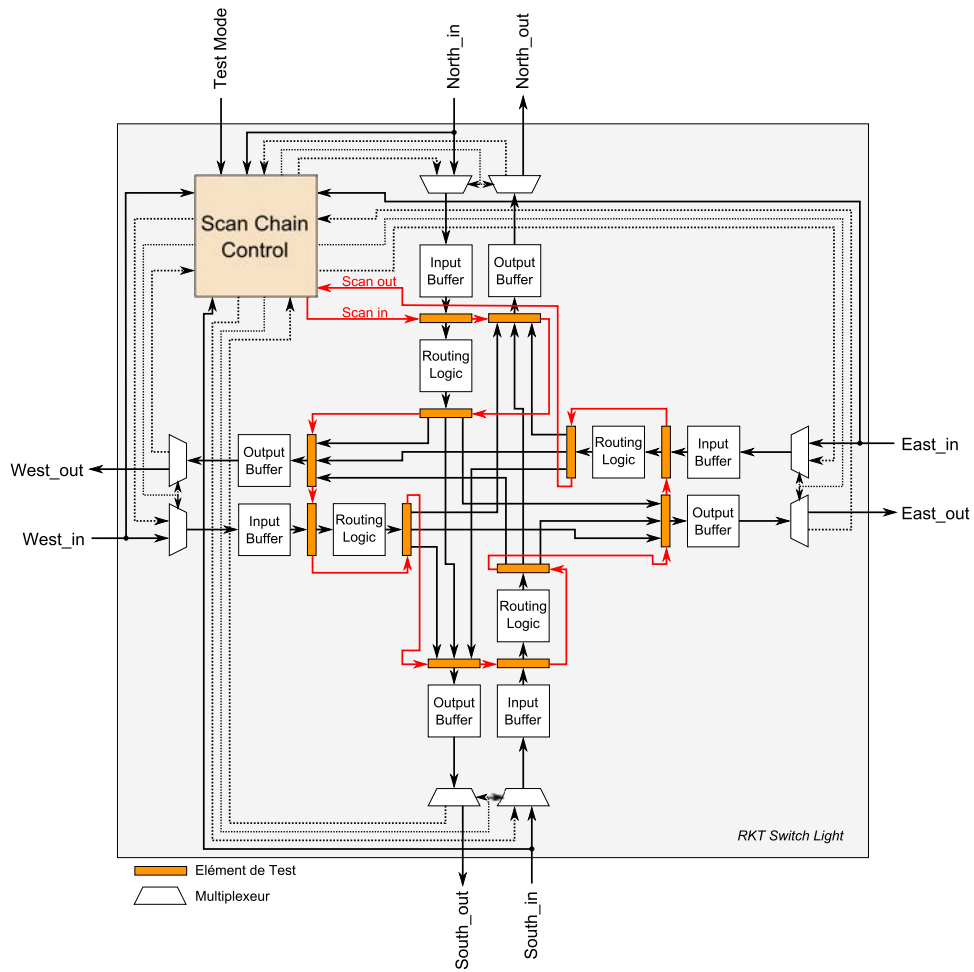 Test Mode
North_in
North_out
Scan Chain
Control
Input
Buffer
Output
Buffer
Scan out
Scan in
Routing
Logic
West_out
Output
Buffer
Routing
Logic
Input
Buffer
East_in
West_in
Input
Buffer
Routing
Logic
Output
Buffer
East_out
Routing
Logic
Output
Buffer
Input
Buffer
RKT Switch Light
Elément de Test
Multiplexeur
South_out
South_in